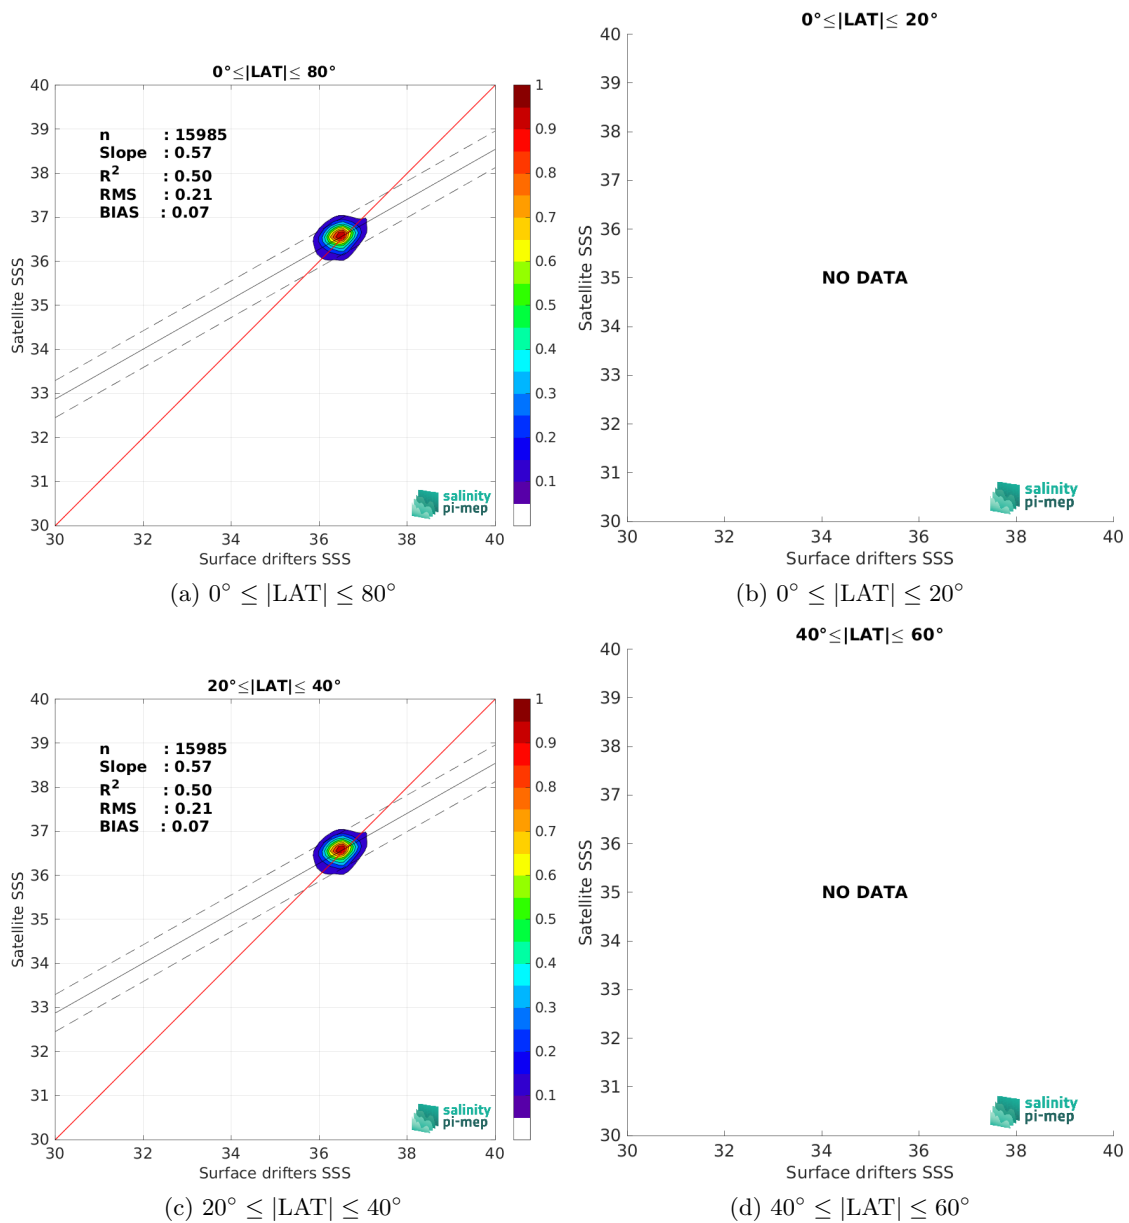 0°≤|LAT|≤ 80°
40
39
38
37
36
35
34
33
32
31
30
Satellite SSS
n : 15985
Slope : 0.57
R² : 0.50
RMS : 0.21
BIAS : 0.07
salinity
pi-mep
30 32 34 36 38 40
Surface drifters SSS
1
0.9
0.8
0.7
0.6
0.5
0.4
0.3
0.2
0.1
(a) 0° ≤ |LAT| ≤ 80°
0°≤|LAT|≤ 20°
40
39
38
37
36
35
34
33
32
31
30
Satellite SSS
NO DATA
salinity
pi-mep
30 32 34 36 38 40
Surface drifters SSS
(b) 0° ≤ |LAT| ≤ 20°
20°≤|LAT|≤ 40°
40
39
38
37
36
35
34
33
32
31
30
Satellite SSS
n : 15985
Slope : 0.57
R² : 0.50
RMS : 0.21
BIAS : 0.07
salinity
pi-mep
30 32 34 36 38 40
Surface drifters SSS
1
0.9
0.8
0.7
0.6
0.5
0.4
0.3
0.2
0.1
(c) 20° ≤ |LAT| ≤ 40°
40°≤|LAT|≤ 60°
40
39
38
37
36
35
34
33
32
31
30
Satellite SSS
NO DATA
salinity
pi-mep
30 32 34 36 38 40
Surface drifters SSS
(d) 40° ≤ |LAT| ≤ 60°